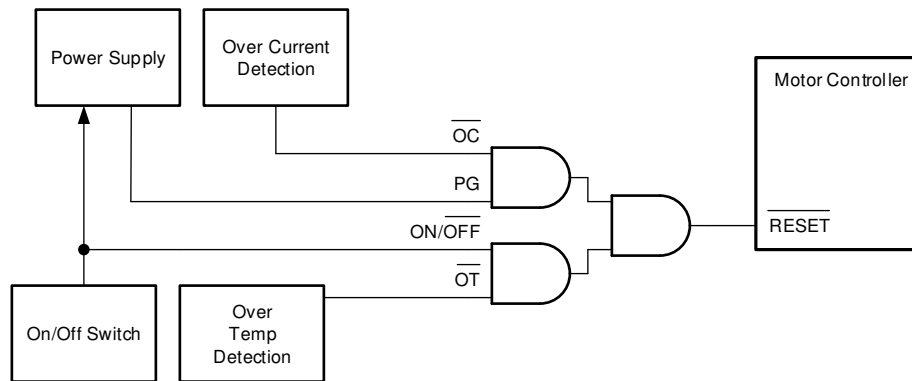 Power Supply
Over Current
Detection
Motor Controller
OC
PG
ON/OFF
OT
RESET
On/Off Switch
Over
Temp
Detection